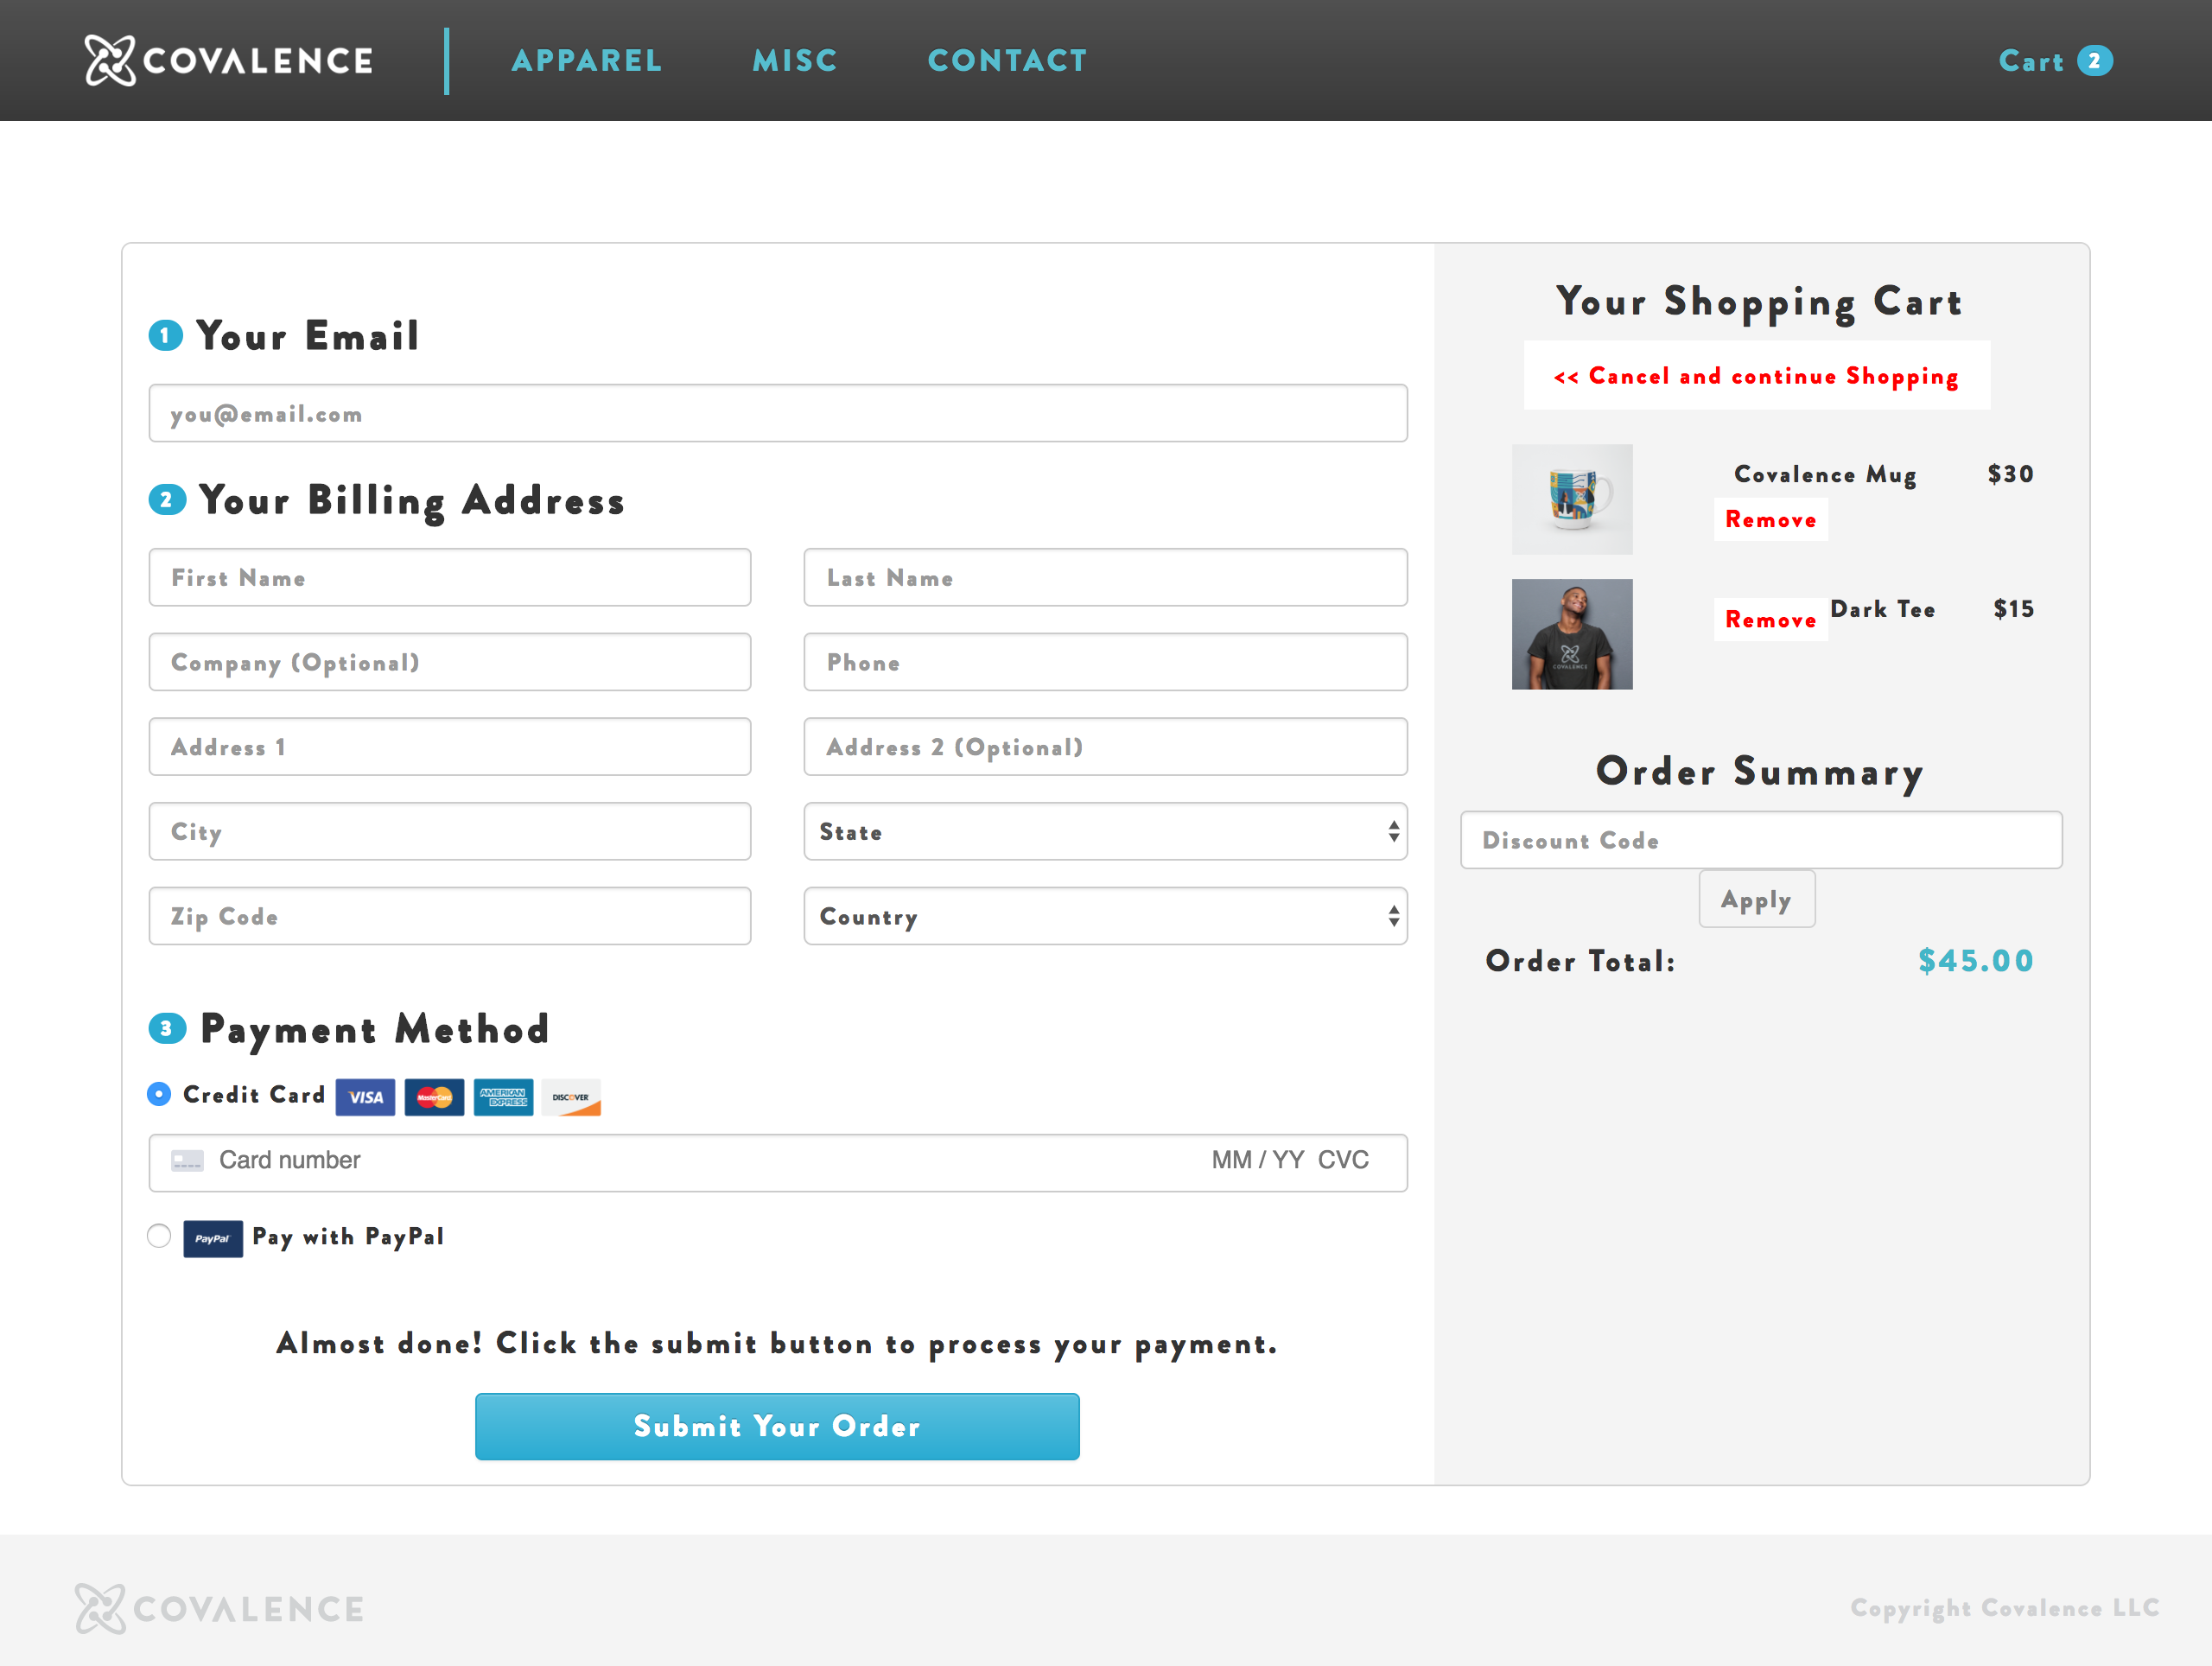 COVALENCE
APPAREL
MISC
CONTACT
Cart 2
1 Your Email
you@email.com
2 Your Billing Address
First Name
Last Name
Company (Optional)
Phone
Address 1
Address 2 (Optional)
City
State
Zip Code
Country
3 Payment Method
Credit Card
VISA
MasterCard
AMERICAN
EXPRESS
DISCOVER
Card number
MM / YY CVC
PayPal
Pay with PayPal
Almost done! Click the submit button to process your payment.
Submit Your Order
Your Shopping Cart
<< Cancel and continue Shopping
Covalence Mug
$30
Remove
COVALENCE
Remove
Dark Tee
$15
Order Summary
Discount Code
Apply
Order Total:
$45.00
COVALENCE
Copyright Covalence LLC